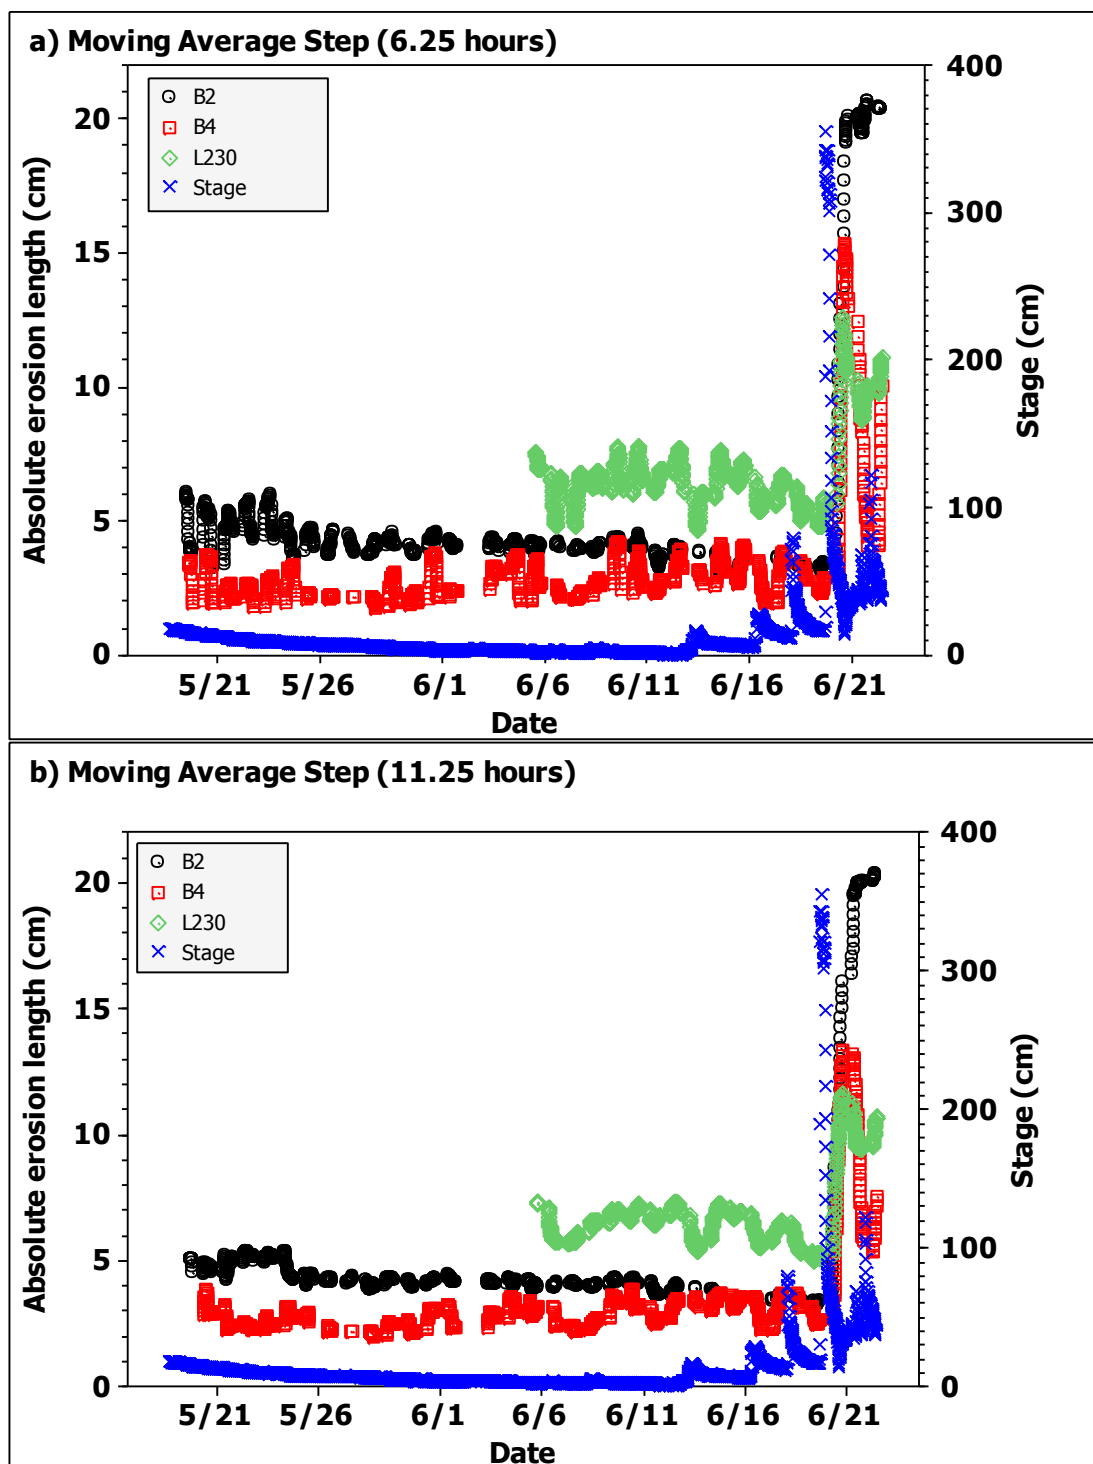 a) Moving Average Step (6.25 hours)
B2
B4
L230
Stage
Absolute erosion length (cm)
20
15
10
5
0
400
300
200
100
0
Stage (cm)
5/21 5/26 6/1 6/6 6/11 6/16 6/21
Date
b) Moving Average Step (11.25 hours)
B2
B4
L230
Stage
Absolute erosion length (cm)
20
15
10
5
0
400
300
200
100
0
Stage (cm)
5/21 5/26 6/1 6/6 6/11 6/16 6/21
Date